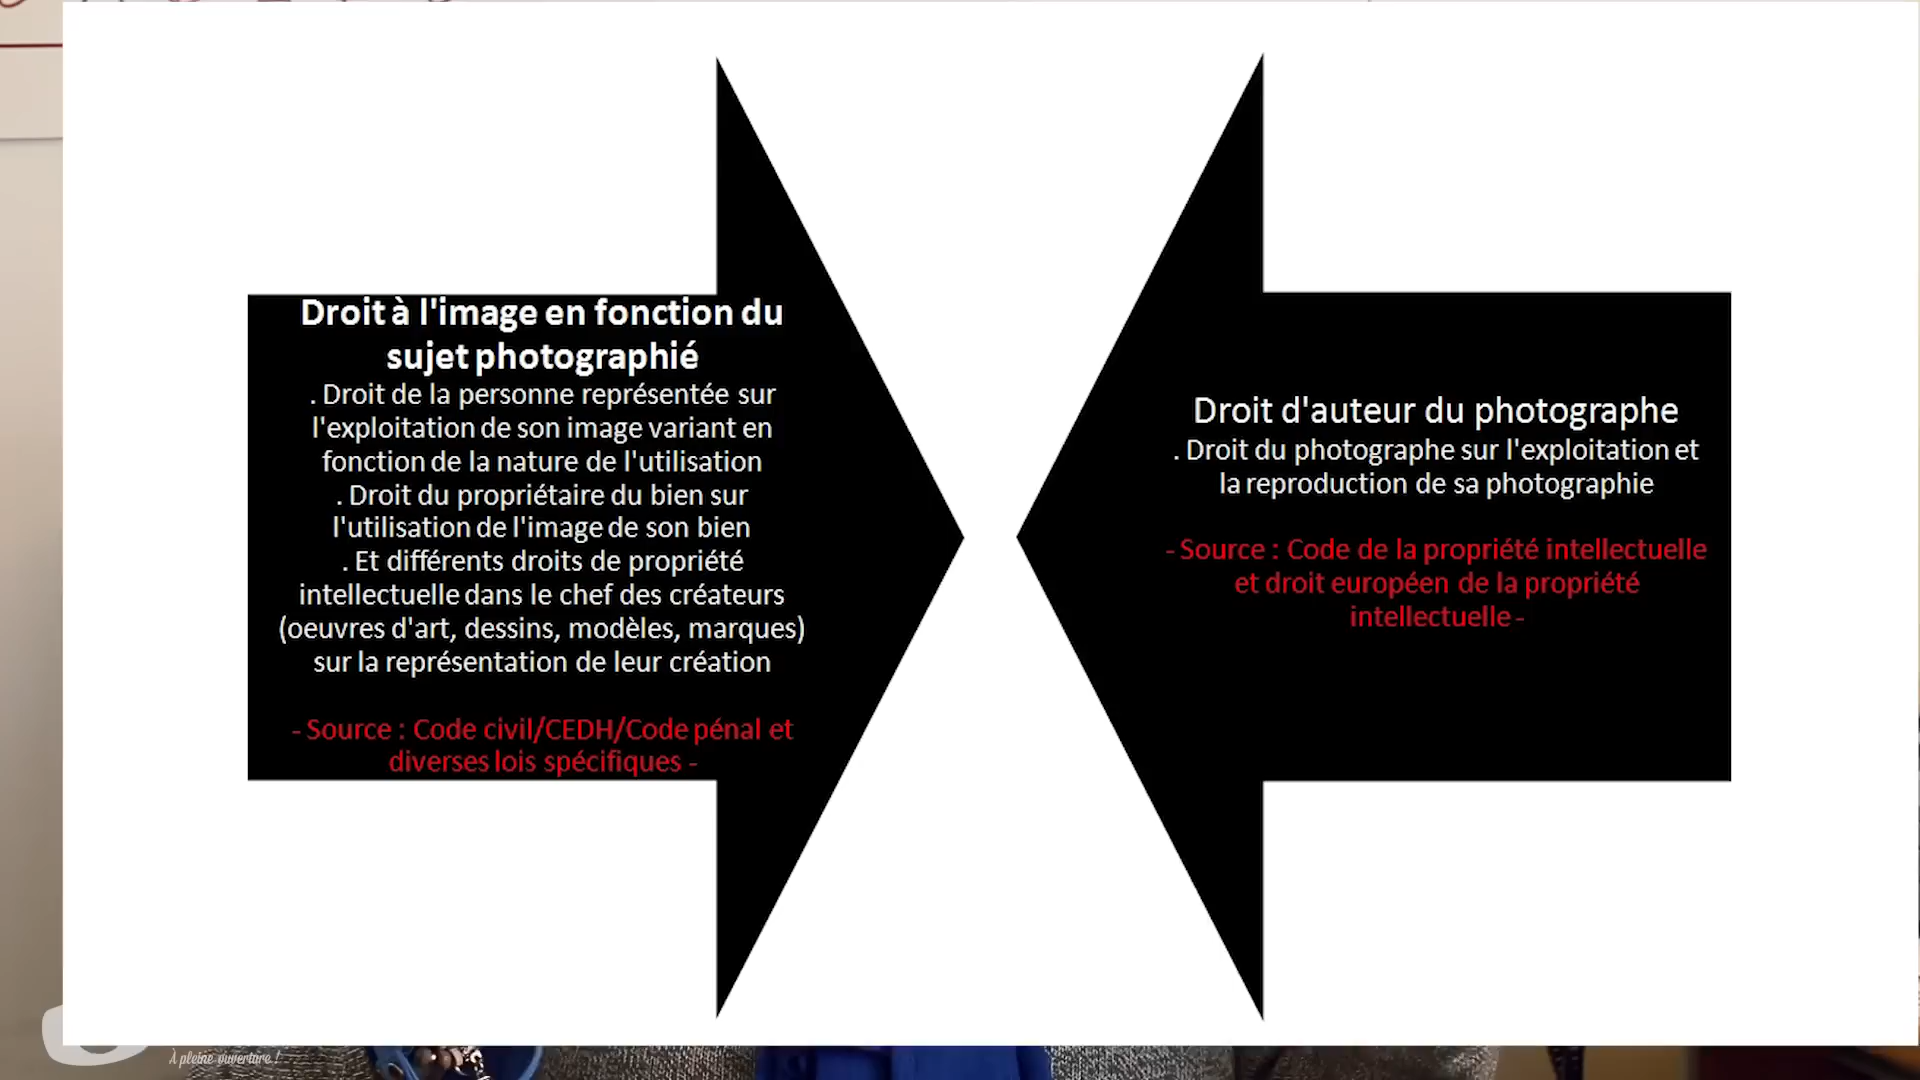 Droit à l'image en fonction du
sujet photographié
. Droit de la personne représentée sur
l'exploitation de son image variant en
fonction de la nature de l'utilisation
. Droit du propriétaire du bien sur
l'utilisation de l'image de son bien
. Et différents droits de propriété
intellectuelle dans le chef des créateurs
(oeuvres d'art, dessins, modèles, marques)
sur la représentation de leur création
- Source : Code civil/CEDH/Code pénal et
diverses lois spécifiques -
Droit d'auteur du photographe
. Droit du photographe sur l'exploitation et
la reproduction de sa photographie
- Source : Code de la propriété intellectuelle
et droit européen de la propriété
intellectuelle -
À pleine ouverture !